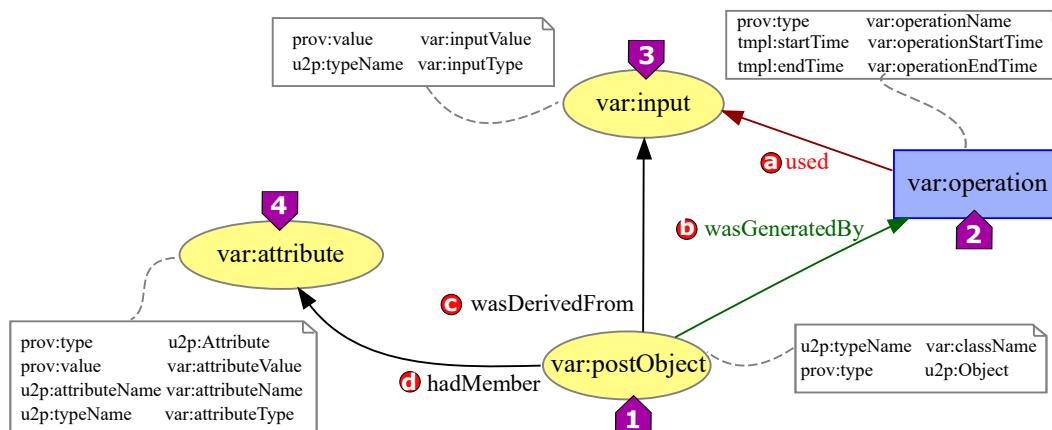 prov:value var:inputValue
u2p:typeName var:inputType
3
var:input
prov:type var:operationName
tmpl:startTime var:operationStartTime
tmpl:endTime var:operationEndTime
a used
var:operation
2
4
var:attribute
b wasGeneratedBy
c wasDerivedFrom
prov:type u2p:Attribute
prov:value var:attributeValue
u2p:attributeName var:attributeName
u2p:typeName var:attributeType
d hadMember
var:postObject
1
u2p:typeName var:className
prov:type u2p:Object